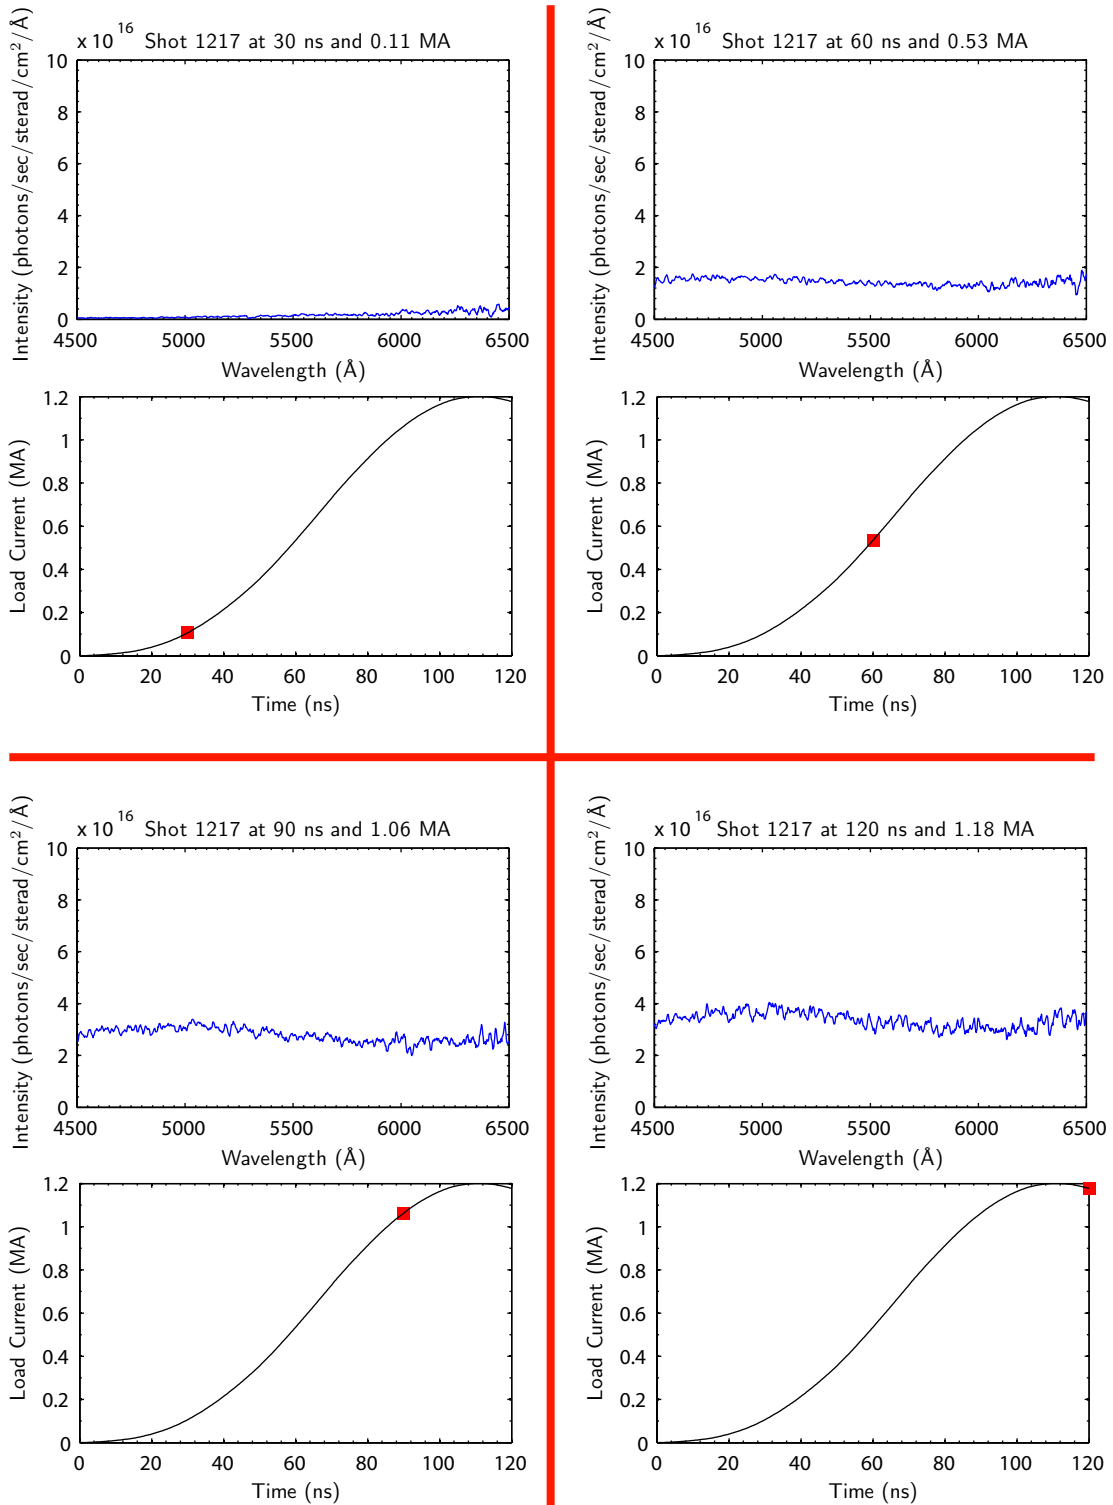 x 10 16 Shot 1217 at 30 ns and 0.11 MA
Intensity (photons/sec/sterad/cm²/Å)
10
8
6
4
2
0
4500 5000 5500 6000 6500
Wavelength (Å)
Load Current (MA)
1.2
1
0.8
0.6
0.4
0.2
0
0 20 40 60 80 100 120
Time (ns)
x 10 16 Shot 1217 at 60 ns and 0.53 MA
Intensity (photons/sec/sterad/cm²/Å)
10
8
6
4
2
0
4500 5000 5500 6000 6500
Wavelength (Å)
Load Current (MA)
1.2
1
0.8
0.6
0.4
0.2
0
0 20 40 60 80 100 120
Time (ns)
x 10 16 Shot 1217 at 90 ns and 1.06 MA
Intensity (photons/sec/sterad/cm²/Å)
10
8
6
4
2
0
4500 5000 5500 6000 6500
Wavelength (Å)
Load Current (MA)
1.2
1
0.8
0.6
0.4
0.2
0
0 20 40 60 80 100 120
Time (ns)
x 10 16 Shot 1217 at 120 ns and 1.18 MA
Intensity (photons/sec/sterad/cm²/Å)
10
8
6
4
2
0
4500 5000 5500 6000 6500
Wavelength (Å)
Load Current (MA)
1.2
1
0.8
0.6
0.4
0.2
0
0 20 40 60 80 100 120
Time (ns)